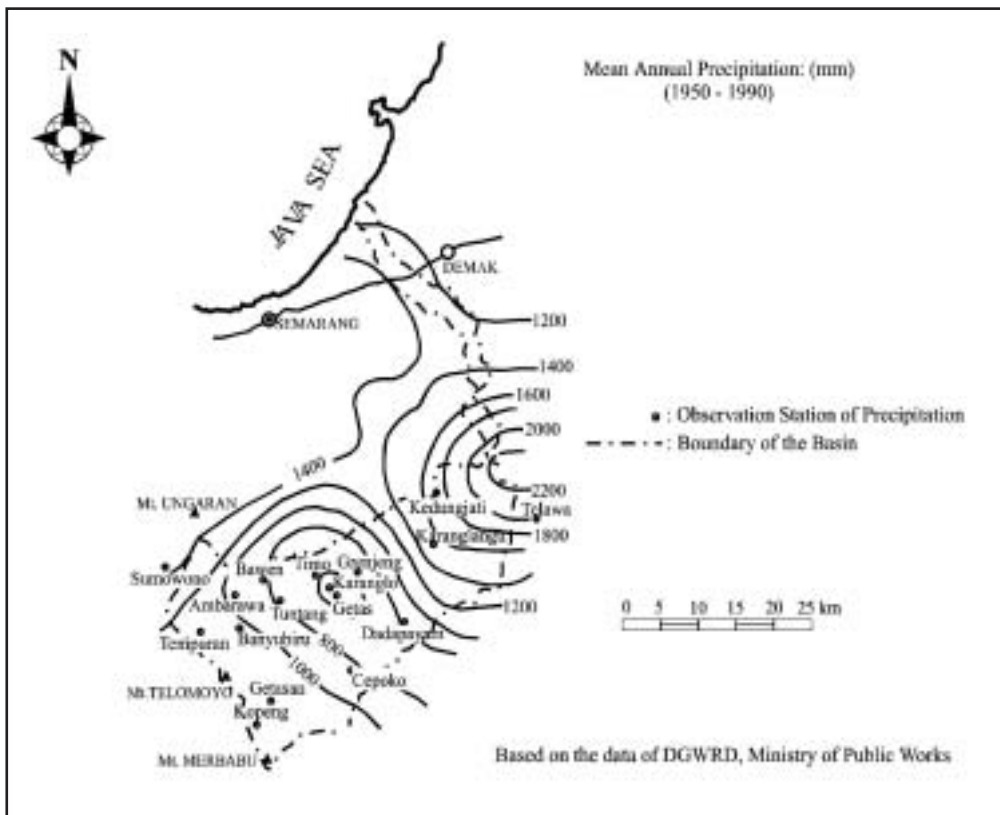 N
Mean Annual Precipitation: (mm)
(1950 - 1990)
JAVA SEA
DEMAK
SEMARANG
1200
1400
1600
2000
● : Observation Station of Precipitation
: Boundary of the Basin
1400
2200
Mt. UNGARAN
Kedungjati
Telawa
1800
Sumowono
Bawen
Timo
Karanglo
Ambarawa
Tuntang
Getas
1200
0 5 10 15 20 25 km
Dadapayam
Banyubiru
800
1000
Cepoko
Mt.TELOMOYO
Getasan
Kopeng
Mt. MERBABU
Based on the data of DGWRD, Ministry of Public Works